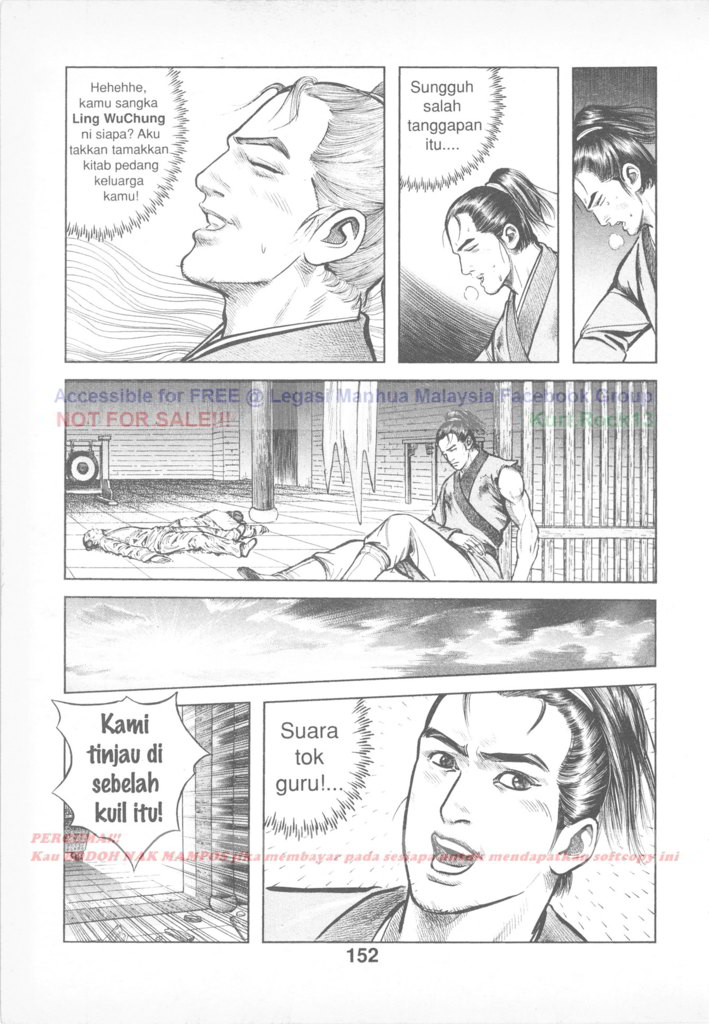 Hehehhe,
kamu sangka
Ling WuChung
ni siapa? Aku
takkan tamakkan
kitab pedang
keluarga
kamu!
Sungguh
salah
tanggapan
itu....
Accessible for FREE @ Legasi Manhua Malaysia Facebook Group
NOT FOR SALE!!!
Kurt Rock13
Kami
tinjau di
sebelah
kuil itu!
Suara
tok
guru!...
Kau BODOH NAK MAMPOS jika membayar pada sesiapa untuk mendapatkan softcopy ini
152